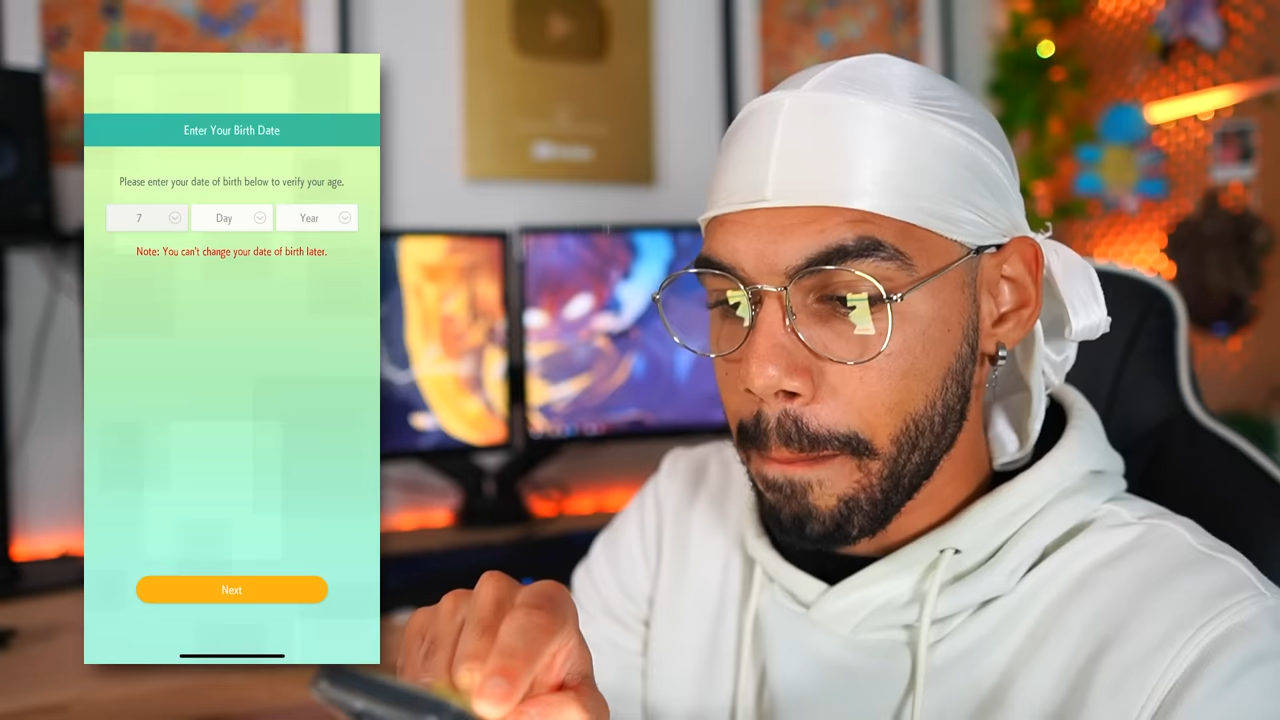 Enter Your Birth Date
Please enter your date of birth below to verify your age.
7 Day Year
Note: You can't change your date of birth later.
Next